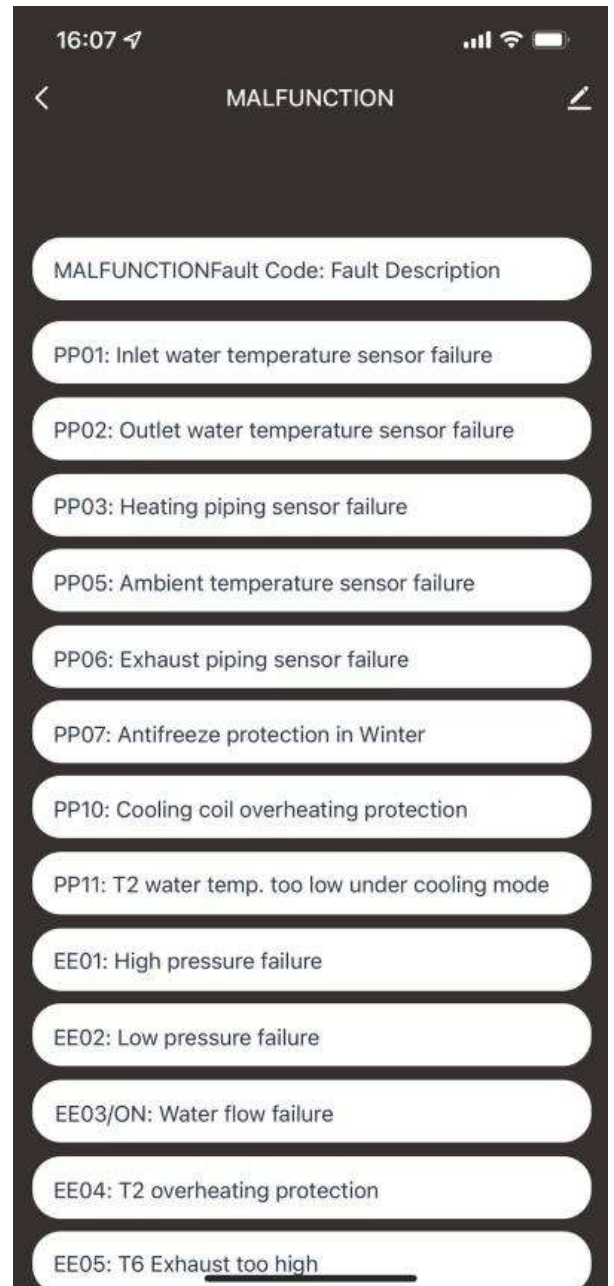 16:07
MALFUNCTION
MALFUNCTIONFault Code: Fault Description
PP01: Inlet water temperature sensor failure
PP02: Outlet water temperature sensor failure
PP03: Heating piping sensor failure
PP05: Ambient temperature sensor failure
PP06: Exhaust piping sensor failure
PP07: Antifreeze protection in Winter
PP10: Cooling coil overheating protection
PP11: T2 water temp. too low under cooling mode
EE01: High pressure failure
EE02: Low pressure failure
EE03/ON: Water flow failure
EE04: T2 overheating protection
EE05: T6 Exhaust too high